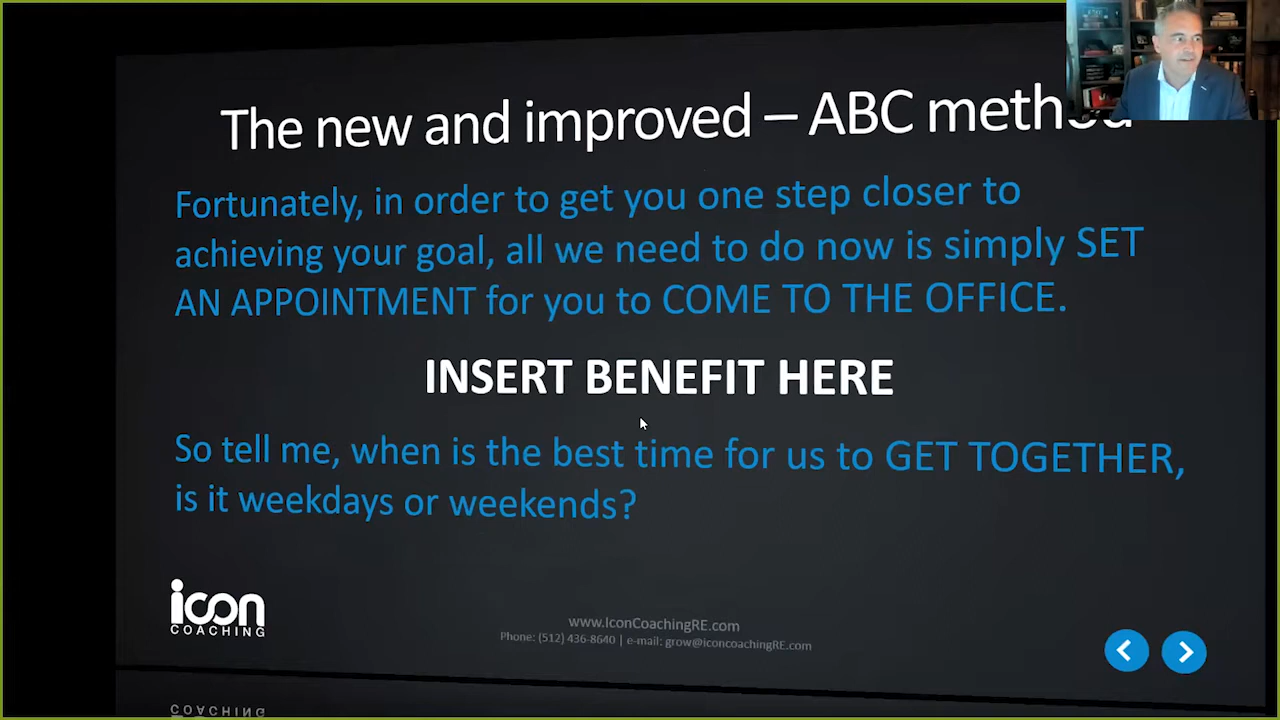 The new and improved – ABC method
Fortunately, in order to get you one step closer to
achieving your goal, all we need to do now is simply SET
AN APPOINTMENT for you to COME TO THE OFFICE.
INSERT BENEFIT HERE
So tell me, when is the best time for us to GET TOGETHER,
is it weekdays or weekends?
icon
COACHING
www.IconCoachingRE.com
Phone: (512) 436-8640 | e-mail: grow@iconcoachingRE.com